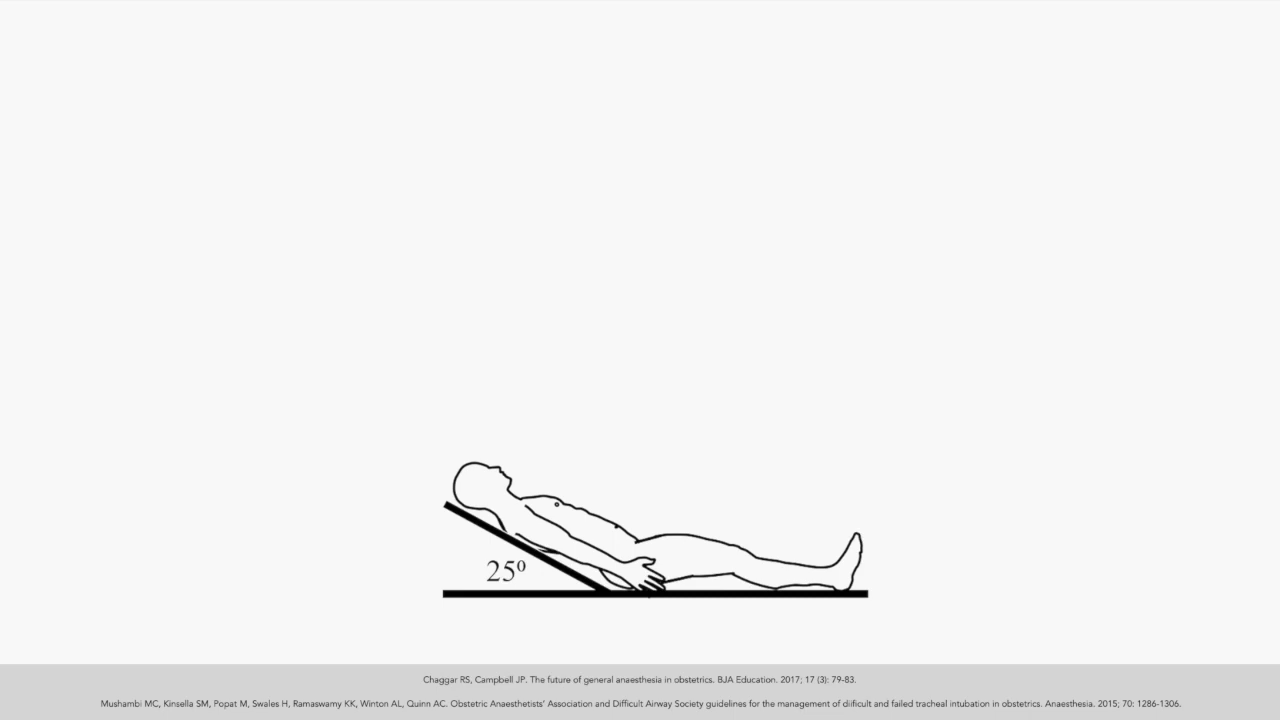 25⁰
Chaggar RS, Campbell JP. The future of general anaesthesia in obstetrics. BJA Education. 2017; 17 (3): 79-83.
Mushambi MC, Kinsella SM, Popat M, Swales H, Ramaswamy KK, Winton AL, Quinn AC. Obstetric Anaesthetists' Association and Difficult Airway Society guidelines for the management of diificult and failed tracheal intubation in obstetrics. Anaesthesia. 2015; 70: 1286-1306.